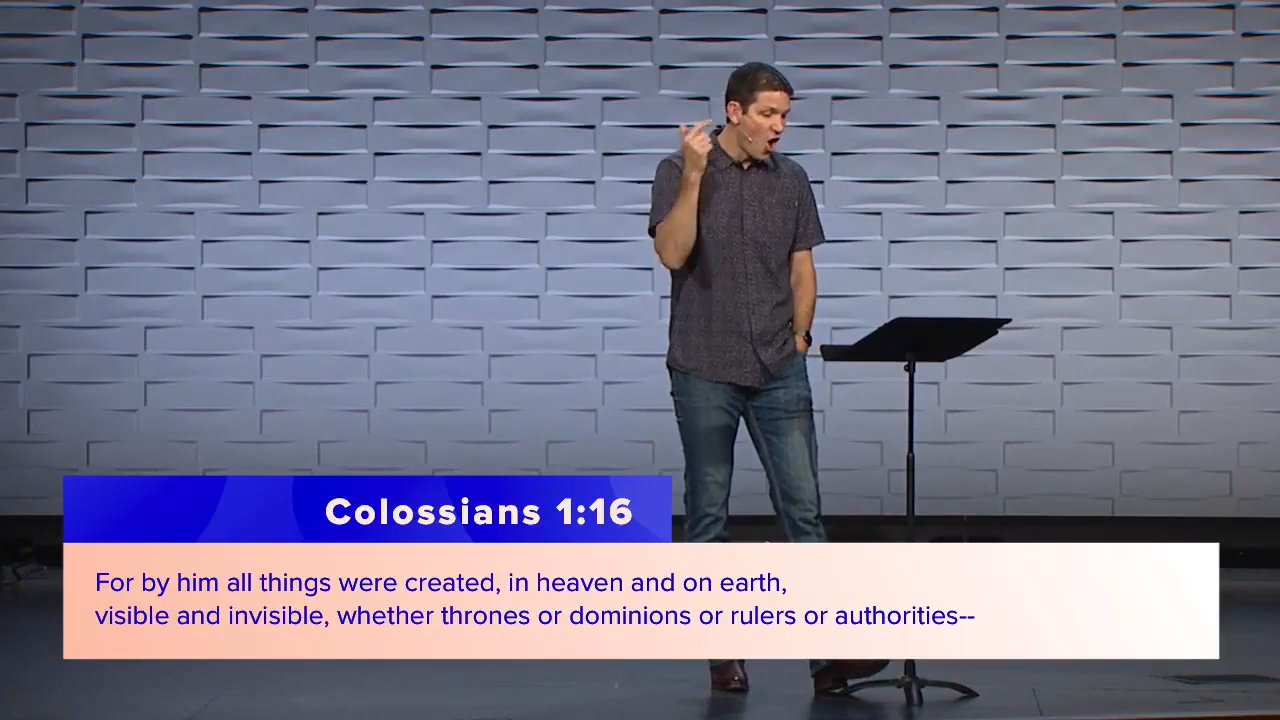 Colossians 1:16
For by him all things were created, in heaven and on earth,
visible and invisible, whether thrones or dominions or rulers or authorities--